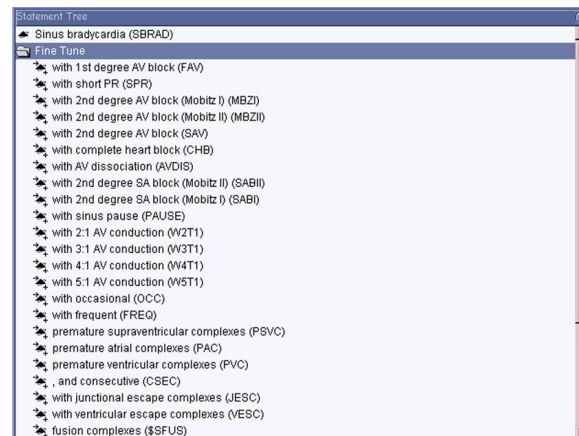 Statement Tree
Sinus bradycardia (SBRAD)
Fine Tune
with 1st degree AV block (FAV)
with short PR (SPR)
with 2nd degree AV block (Mobitz I) (MBZI)
with 2nd degree AV block (Mobitz II) (MBZII)
with 2nd degree AV block (SAV)
with complete heart block (CHB)
with AV dissociation (AVDIS)
with 2nd degree SA block (Mobitz II) (SABII)
with 2nd degree SA block (Mobitz I) (SABI)
with sinus pause (PAUSE)
with 2:1 AV conduction (W2T1)
with 3:1 AV conduction (W3T1)
with 4:1 AV conduction (W4T1)
with 5:1 AV conduction (W5T1)
with occasional (OCC)
with frequent (FREQ)
premature supraventricular complexes (PSVC)
premature atrial complexes (PAC)
premature ventricular complexes (PVC)
, and consecutive (CSEC)
with junctional escape complexes (JESC)
with ventricular escape complexes (VESC)
fusion complexes ($SFUS)